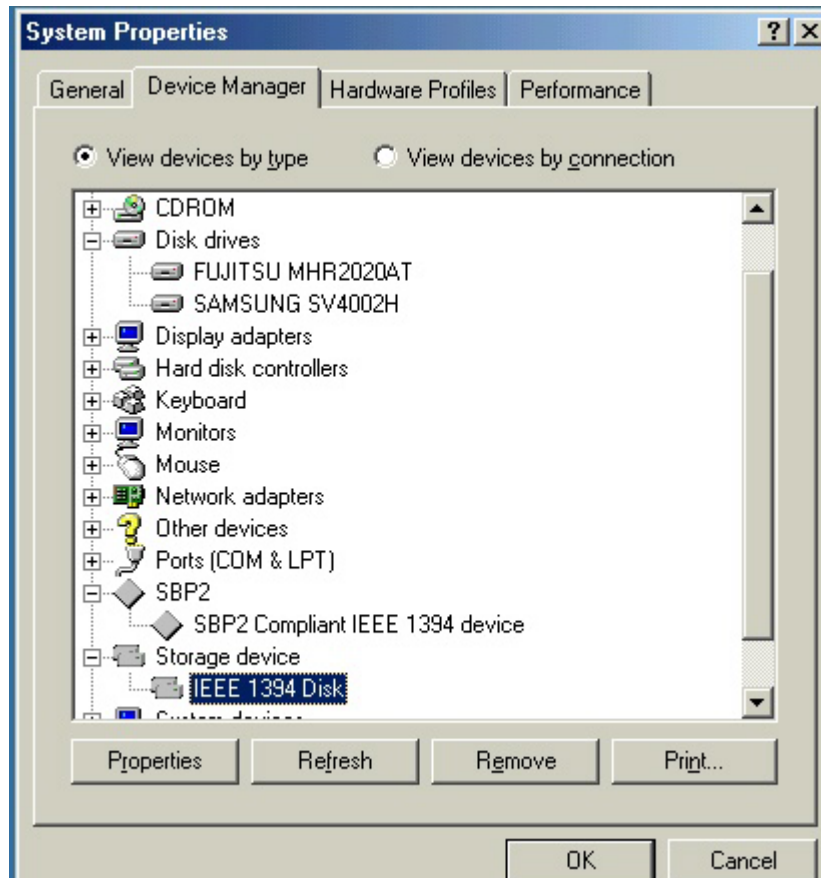 System Properties
General Device Manager Hardware Profiles Performance
View devices by type View devices by connection
CDROM
Disk drives
FUJITSU MHR2020AT
SAMSUNG SV4002H
Display adapters
Hard disk controllers
Keyboard
Monitors
Mouse
Network adapters
Other devices
Ports (COM & LPT)
SBP2
SBP2 Compliant IEEE 1394 device
Storage device
IEEE 1394 Disk
System devices
Properties Refresh Remove Print...
OK Cancel